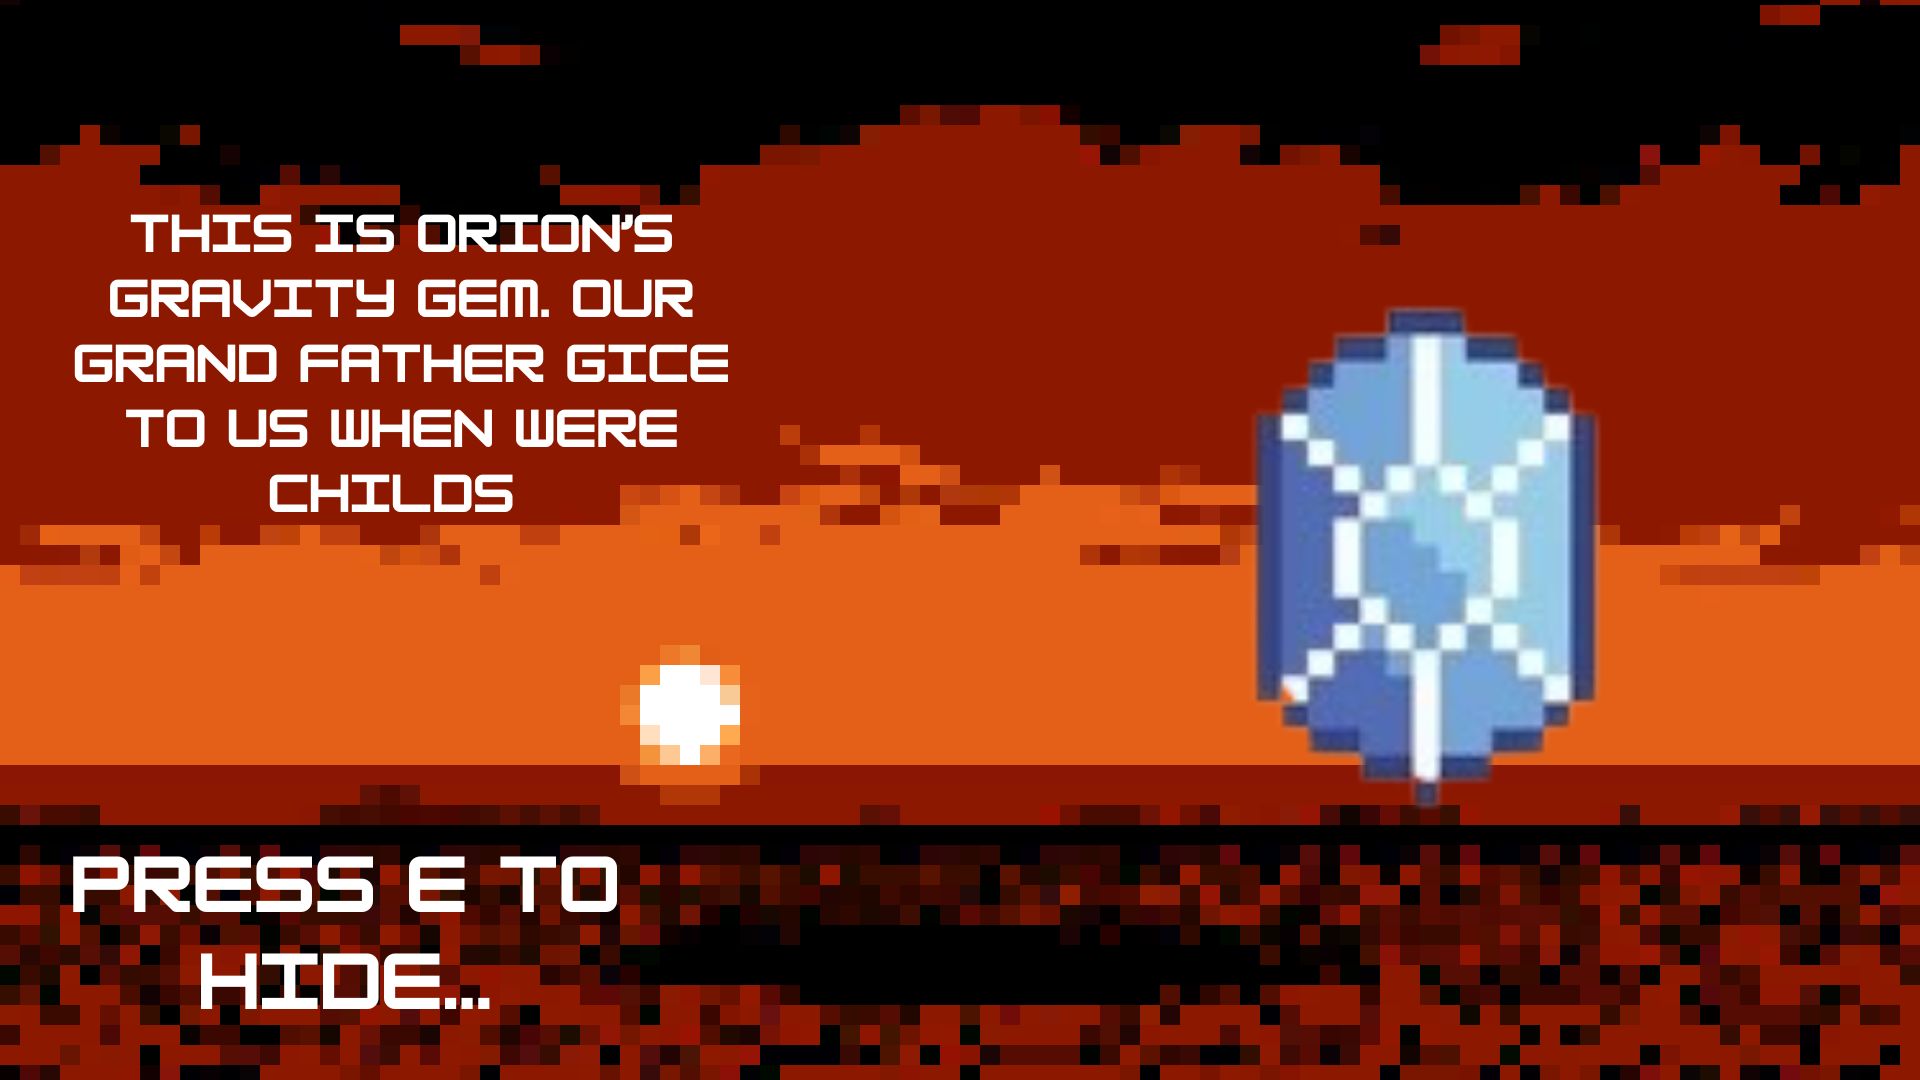 THIS IS ORION'S
GRAVITY GEM. OUR
GRAND FATHER GICE
TO US WHEN WERE
CHILDS
PRESS E TO
HIDE...